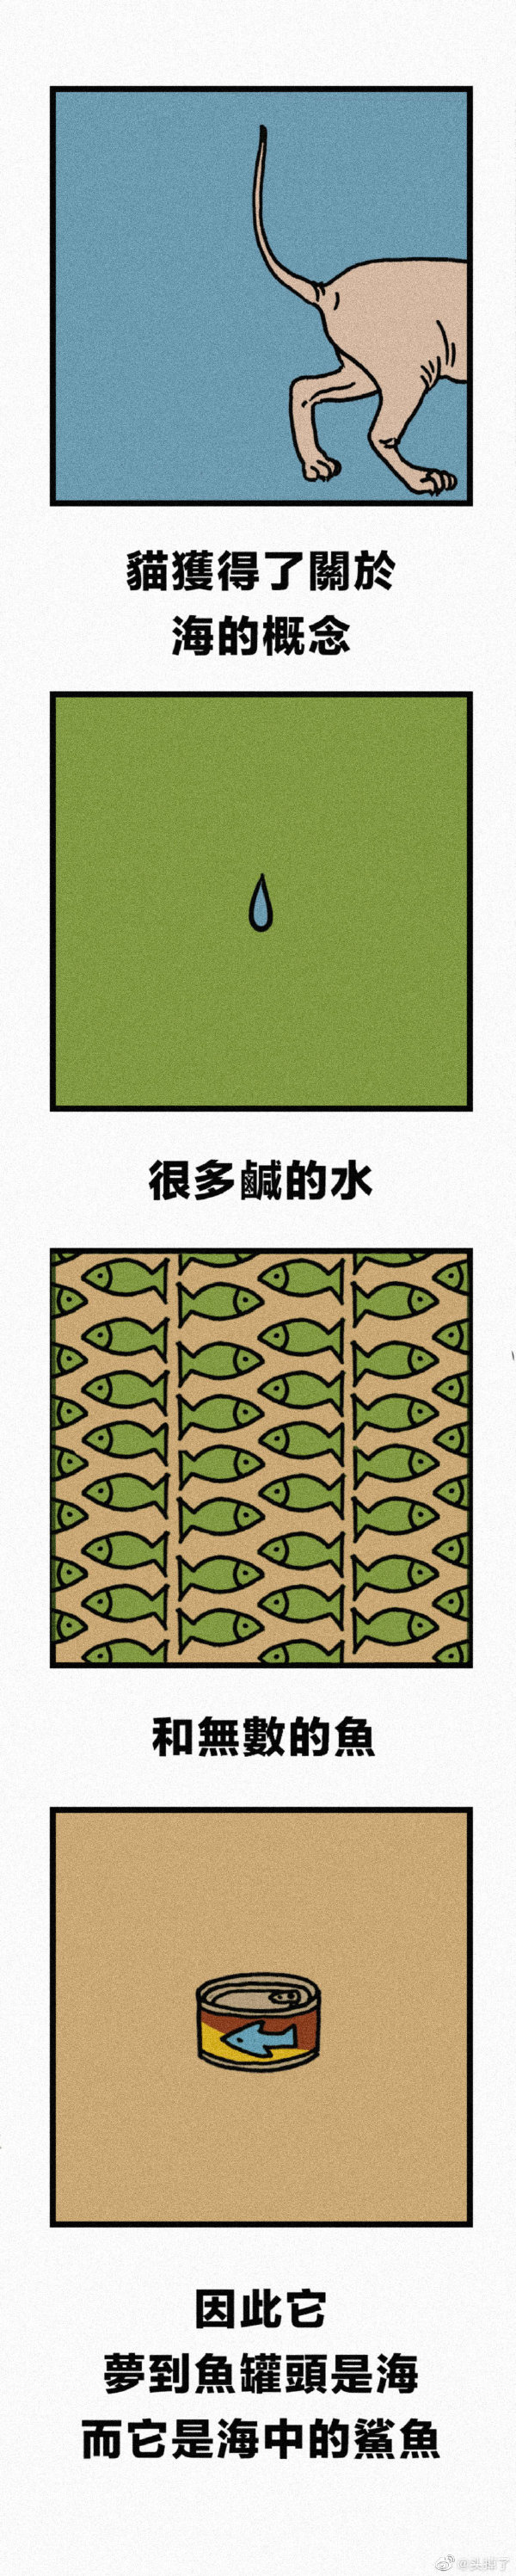 貓獲得了關於
海的概念
很多鹹的水
和無數的魚
因此它
夢到魚罐頭是海
而它是海中的鯊魚
@头掉了